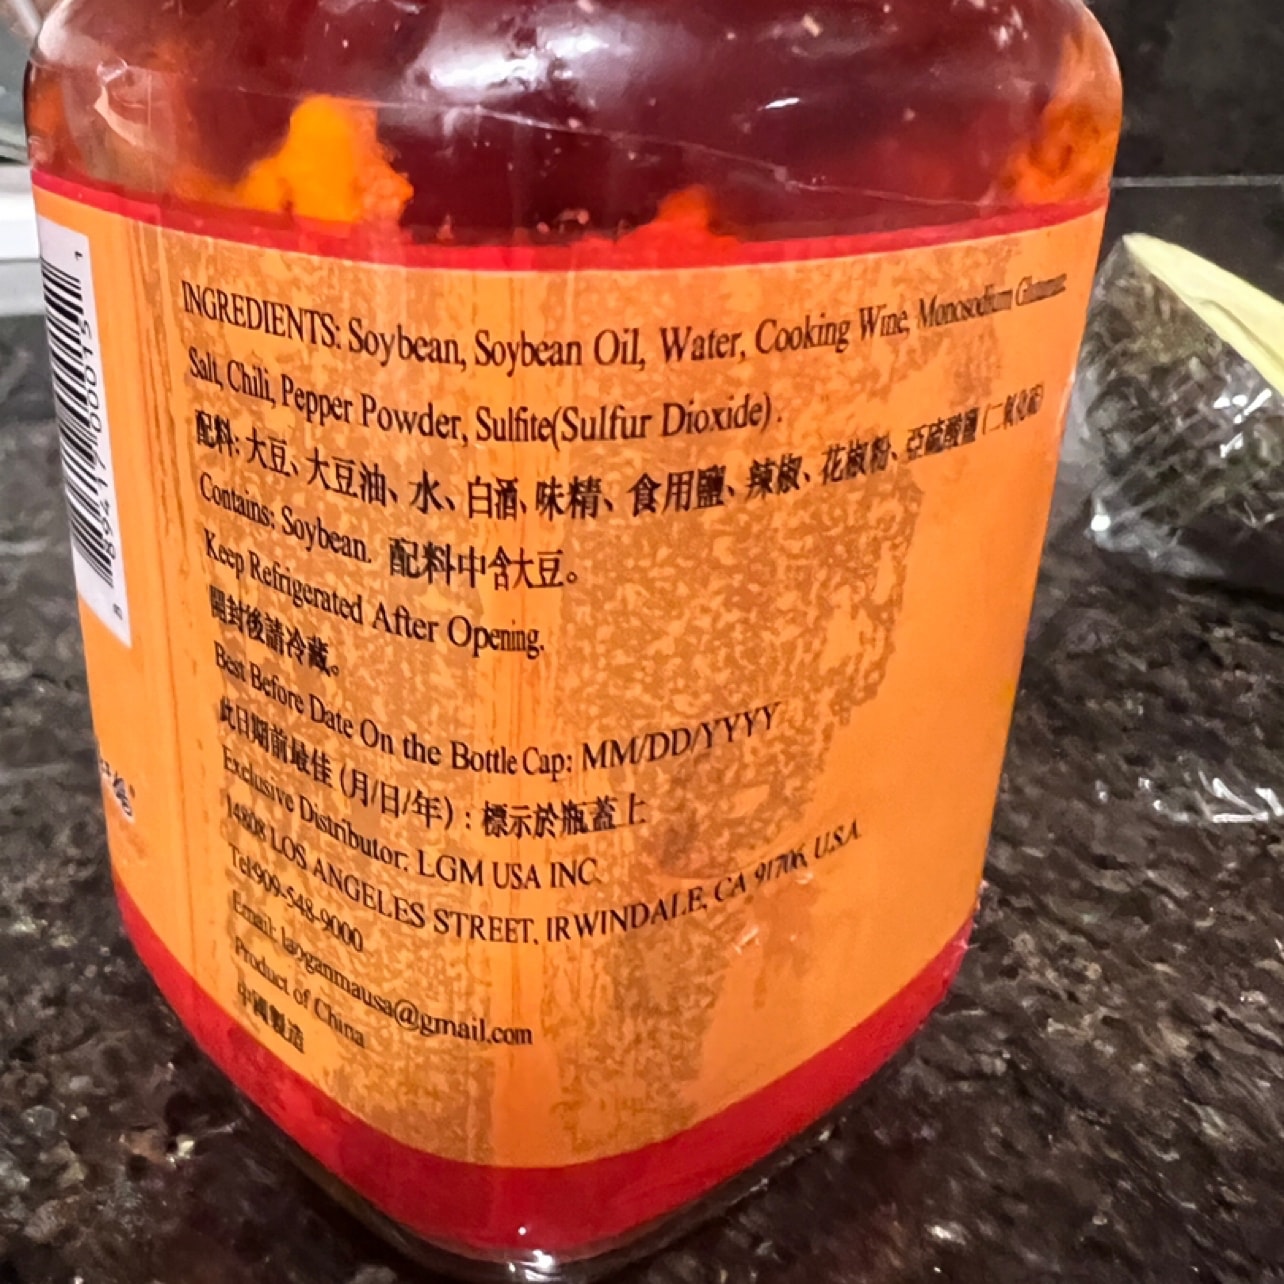 INGREDIENTS: Soybean, Soybean Oil, Water, Cooking Wine, Monosodium Glutamate
Salt, Chili, Pepper Powder, Sulfite(Sulfur Dioxide).
配料: 大豆、大豆油、水、白酒、味精、食用鹽、辣椒、花椒粉、亞硫酸鹽 (二氧化硫)
Contains: Soybean. 配料中含大豆。
Keep Refrigerated After Opening.
開封後請冷藏。
Best Before Date On the Bottle Cap: MM/DD/YYYY
此日期前最佳 (月/日/年) : 標示於瓶蓋上
Exclusive Distributor: LGM USA INC.
14808 LOS ANGELES STREET, IRWINDALE, CA 91706, U.S.A
Tel:909-548-9000
Email: laoganmausa@gmail.com
Product of China
中國製造